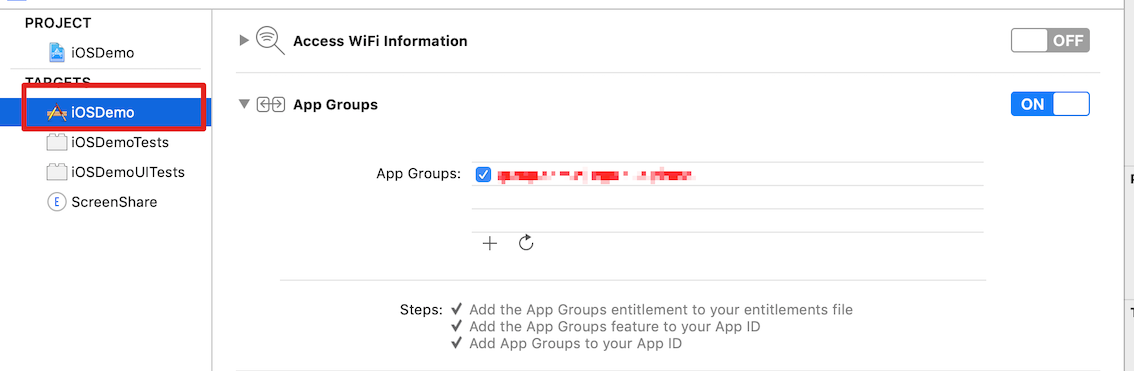 PROJECT
iOSDemo
TARGETS
iOSDemo
iOSDemoTests
iOSDemoUITests
E ScreenShare
Access WiFi Information
OFF
App Groups
ON
App Groups:
Steps: ✓ Add the App Groups entitlement to your entitlements file
✓ Add the App Groups feature to your App ID
✓ Add App Groups to your App ID